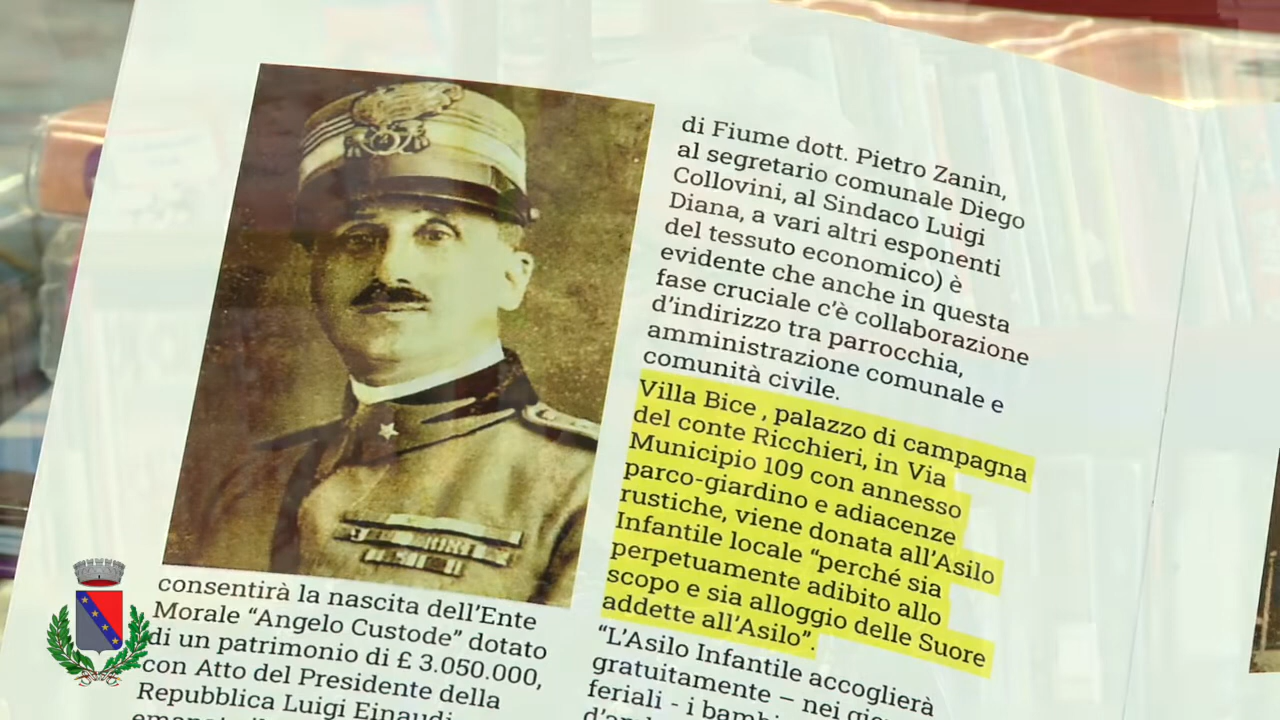 consentirà la nascita dell'Ente
Morale "Angelo Custode" dotato
di un patrimonio di £ 3.050.000,
con Atto del Presidente della
Repubblica Luigi Einaudi
di Fiume dott. Pietro Zanin,
al segretario comunale Diego
Collovini, al Sindaco Luigi
Diana, a vari altri esponenti
del tessuto economico) è
evidente che anche in questa
fase cruciale c'è collaborazione
d'indirizzo tra parrocchia,
amministrazione comunale e
comunità civile.
Villa Bice , palazzo di campagna
del conte Ricchieri, in Via
Municipio 109 con annesso
parco-giardino e adiacenze
rustiche, viene donata all'Asilo
Infantile locale "perché sia
perpetuamente adibito allo
scopo e sia alloggio delle Suore
addette all'Asilo".
"L'Asilo Infantile accoglierà
gratuitamente – nei
feriali - i